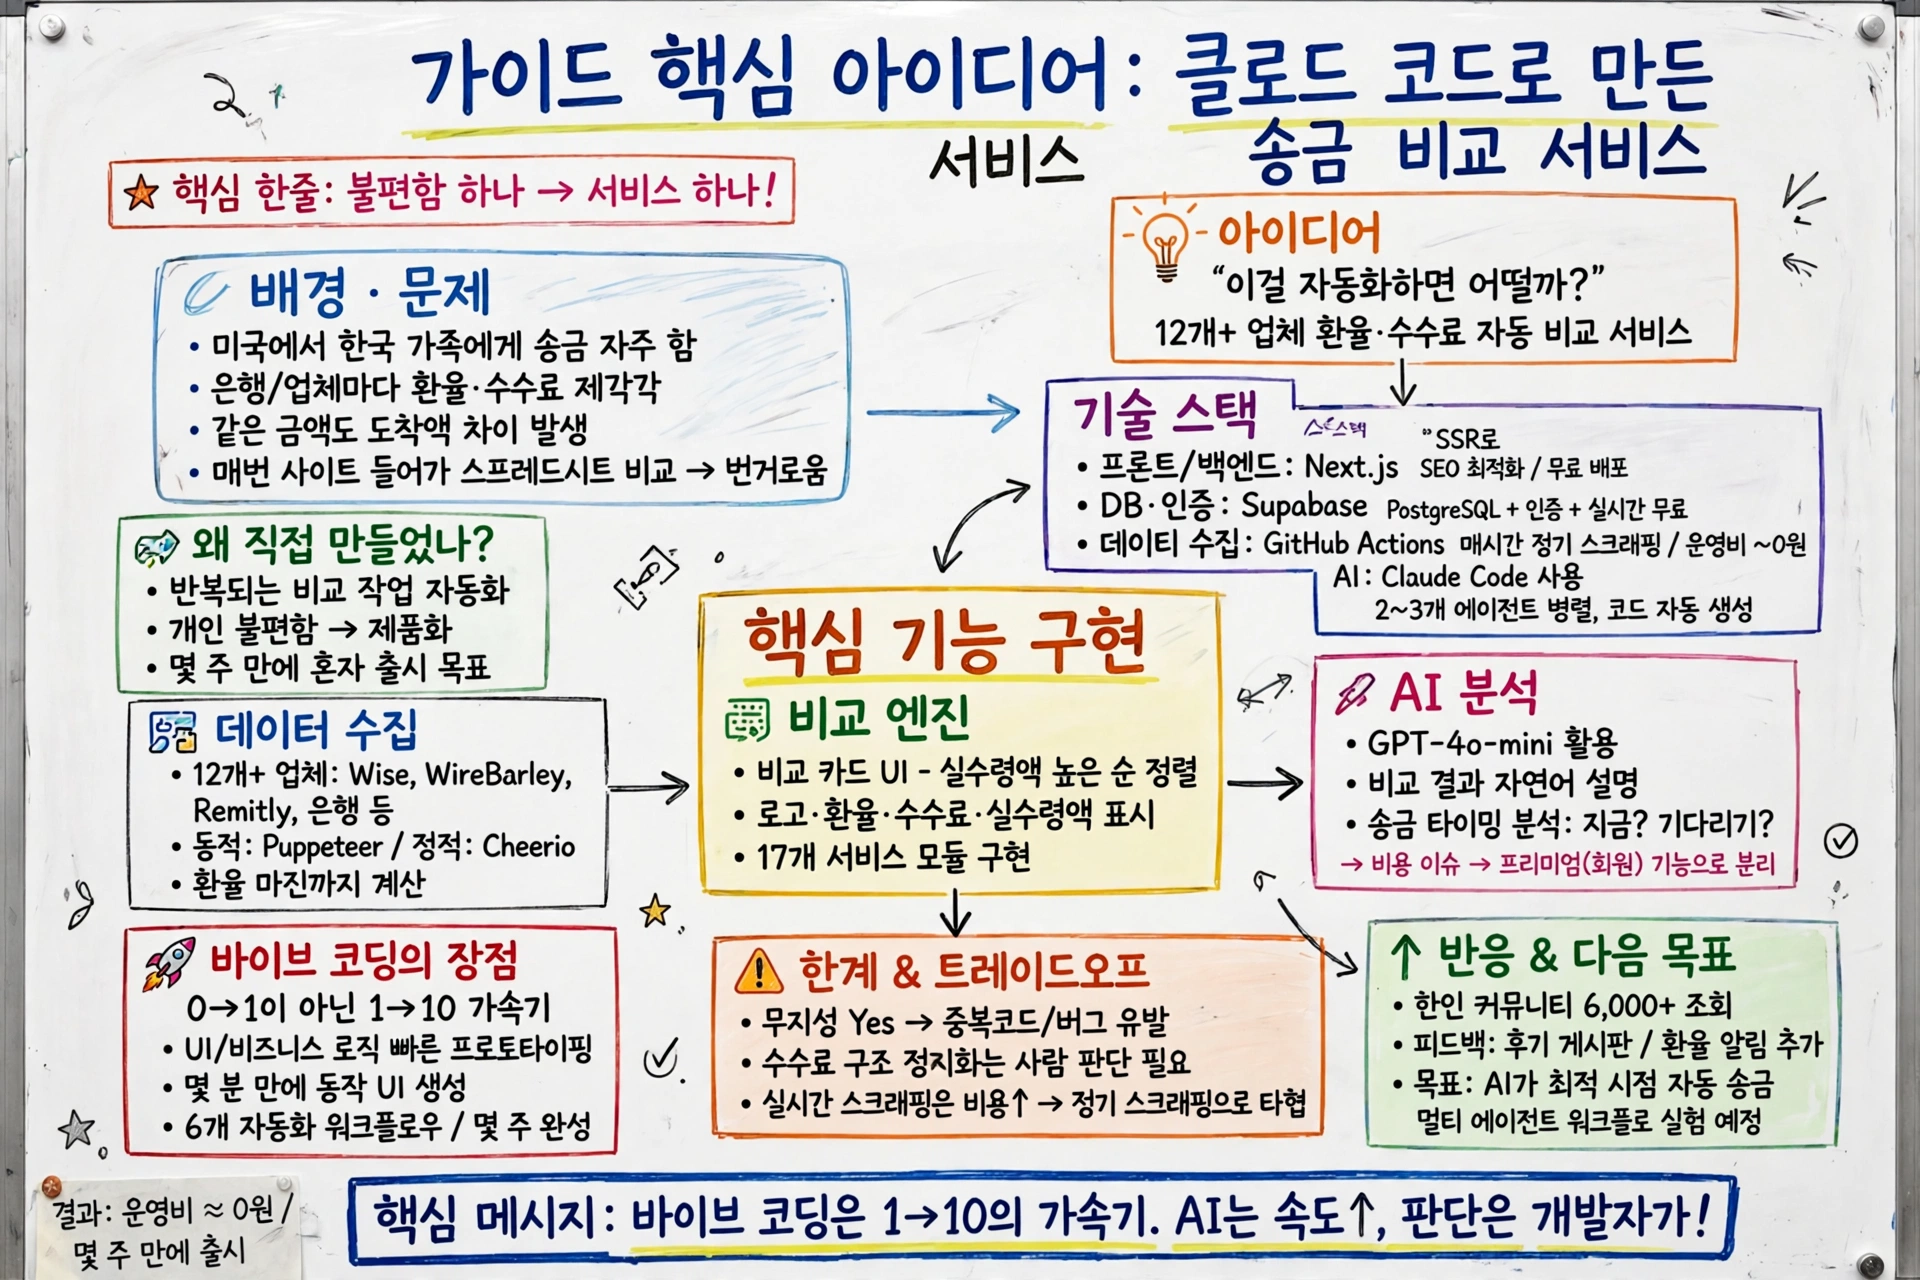 가이드 핵심 아이디어: 클로드 코드로 만든
서비스
송금 비교 서비스
핵심 한줄: 불편함 하나 → 서비스 하나!
아이디어
“이걸 자동화하면 어떨까?”
12개+ 업체 환율·수수료 자동 비교 서비스
배경·문제
• 미국에서 한국 가족에게 송금 자주 함
• 은행/업체마다 환율·수수료 제각각
• 같은 금액도 도착액 차이 발생
• 매번 사이트 들어가 스프레드시트 비교 → 번거로움
기술 스택
SSR로
• 프론트/백엔드: Next.js SEO 최적화 / 무료 배포
• DB·인증: Supabase PostgreSQL + 인증 + 실시간 무료
• 데이티 수집: GitHub Actions 매시간 정기 스크래핑 / 운영비 ~0원
AI: Claude Code 사용
2~3개 에이전트 병렬, 코드 자동 생성
왜 직접 만들었나?
• 반복되는 비교 작업 자동화
• 개인 불편함 → 제품화
• 몇 주 만에 혼자 출시 목표
핵심 기능 구현
비교 엔진
• 비교 카드 UI - 실수령액 높은 순 정렬
• 로고·환율·수수료·실수령액 표시
• 17개 서비스 모듈 구현
데이터 수집
• 12개+ 업체: Wise, WireBarley,
Remitly, 은행 등
• 동적: Puppeteer / 정적: Cheerio
• 환율 마진까지 계산
AI 분석
• GPT-4o-mini 활용
• 비교 결과 자연어 설명
• 송금 타이밍 분석: 지금? 기다리기?
→ 비용 이슈 → 프리미엄(회원) 기능으로 분리
바이브 코딩의 장점
0→1이 아닌 1→10 가속기
• UI/비즈니스 로직 빠른 프로토타이핑
• 몇 분 만에 동작 UI 생성
• 6개 자동화 워크플로우 / 몇 주 완성
한계 & 트레이드오프
• 무지성 Yes → 중복코드/버그 유발
• 수수료 구조 정지화는 사람 판단 필요
• 실시간 스크래핑은 비용↑ → 정기 스크래핑으로 타협
↑ 반응 & 다음 목표
• 한인 커뮤니티 6,000+ 조회
• 피드백: 후기 게시판 / 환율 알림 추가
• 목표: AI가 최적 시점 자동 송금
멀티 에이전트 워크플로 실험 예정
결과: 운영비 ≈ 0원 /
몇 주 만에 출시
핵심 메시지: 바이브 코딩은 1→10의 가속기. AI는 속도↑, 판단은 개발자가!